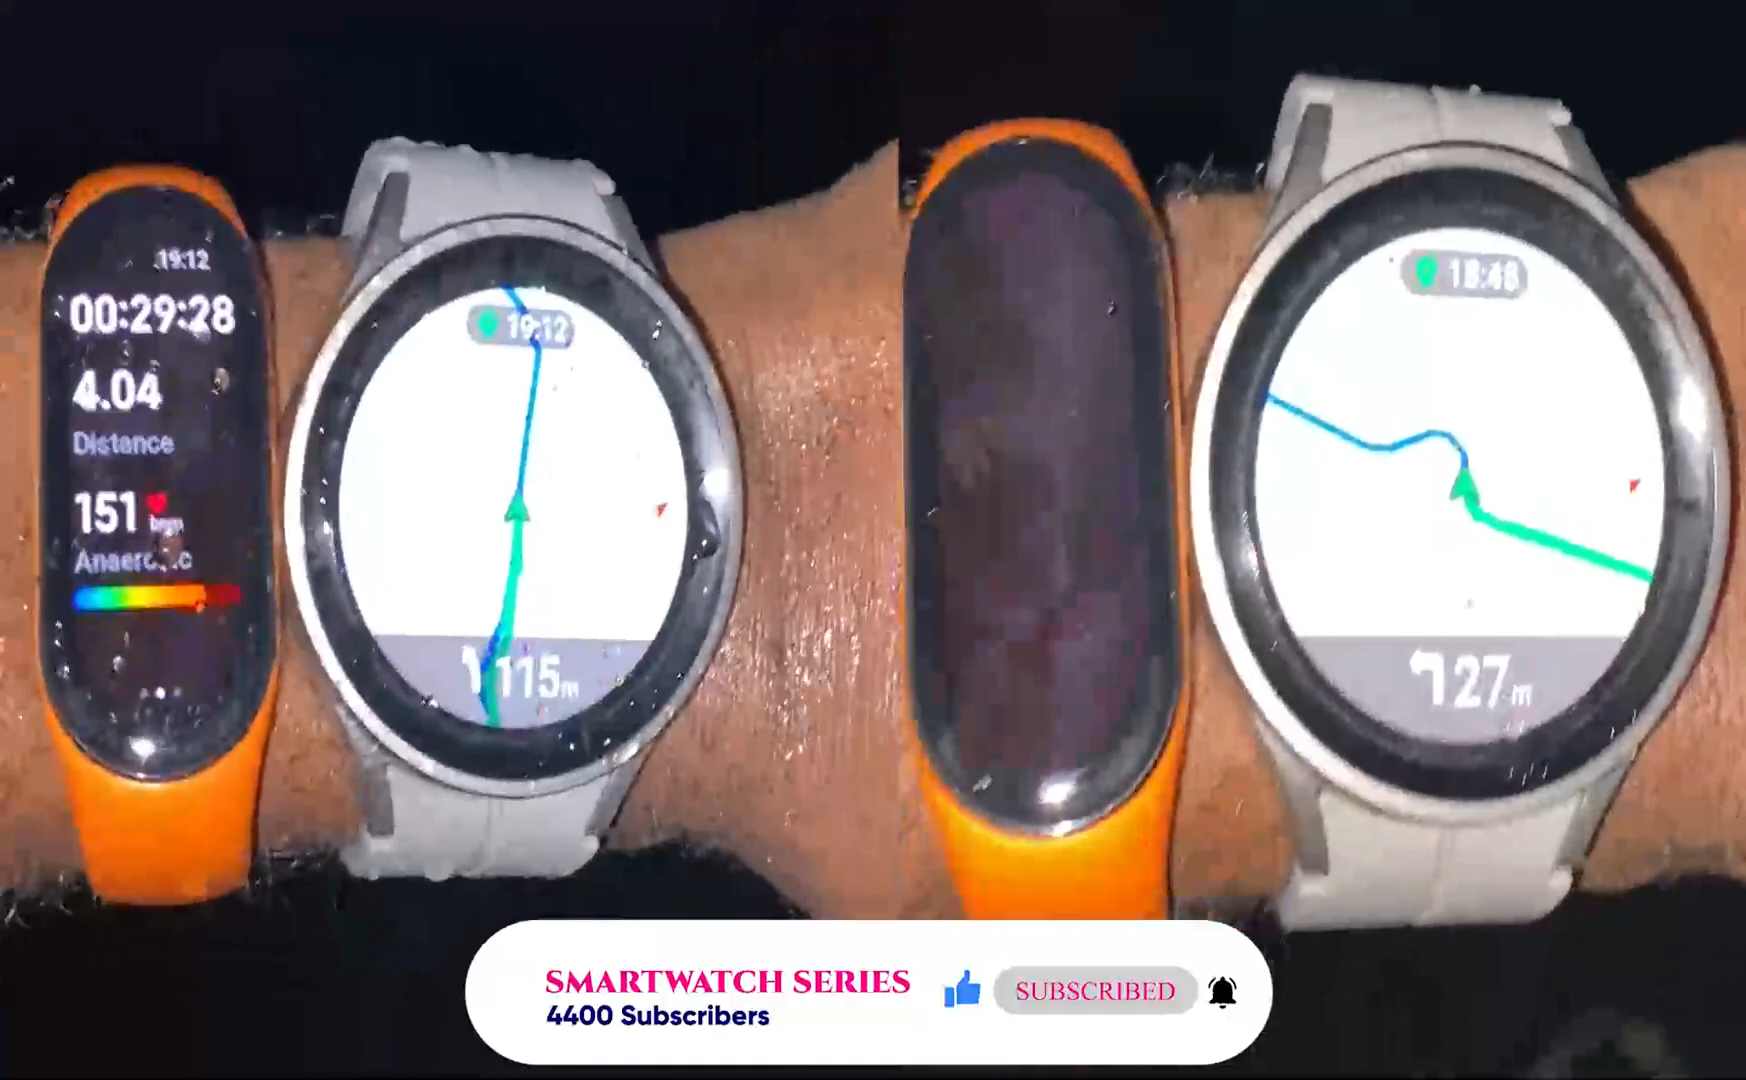 19:12
00:29:28
4.04
Distance
151
bpm
19:12
115m
18:48
27m
SMARTWATCH SERIES
4400 Subscribers
SUBSCRIBED